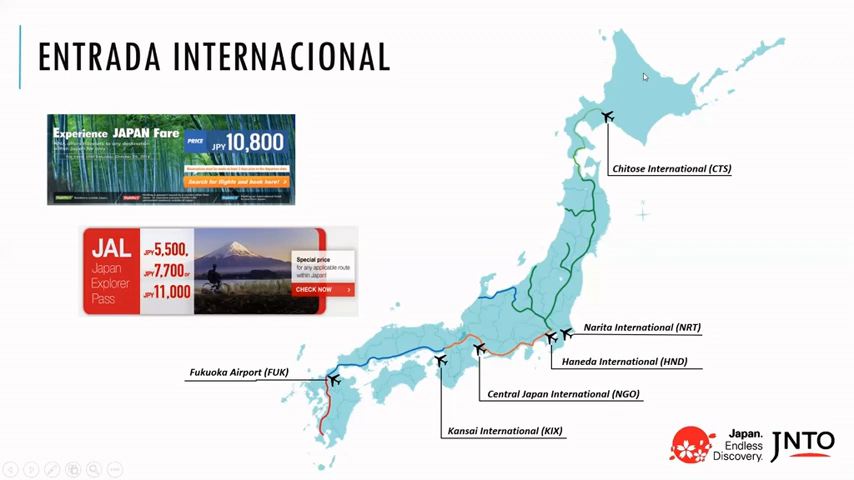 ENTRADA INTERNACIONAL
Experience JAPAN Fare
PRICE JPY 10,800
Search for flights and book here!
JAL
Japan
Explorer
Pass
JPY 5,500,
JPY 7,700 or
JPY 11,000
Special price
for any applicable route
within Japan!
CHECK NOW
Chitose International (CTS)
Narita International (NRT)
Haneda International (HND)
Fukuoka Airport (FUK)
Central Japan International (NGO)
Kansai International (KIX)
Japan.
Endless
Discovery.
JNTO